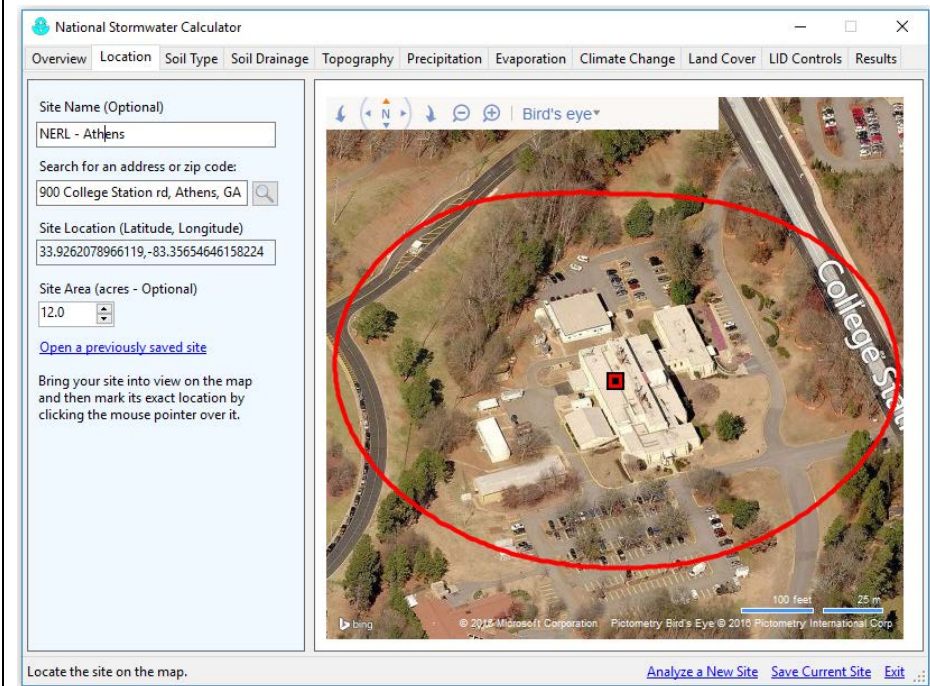 National Stormwater Calculator
Overview Location Soil Type Soil Drainage Topography Precipitation Evaporation Climate Change Land Cover LID Controls Results
Site Name (Optional)
NERL - Athens
Search for an address or zip code:
900 College Station rd, Athens, GA
Site Location (Latitude, Longitude)
33.9262078966119,-83.35654646158224
Site Area (acres - Optional)
12.0
Open a previously saved site
Bring your site into view on the map
and then mark its exact location by
clicking the mouse pointer over it.
N
Bird's eye
College Stati
100 feet 25 m
bing
© 2016 Microsoft Corporation Pictometry Bird's Eye © 2016 Pictometry International Corp
Locate the site on the map.
Analyze a New Site Save Current Site Exit